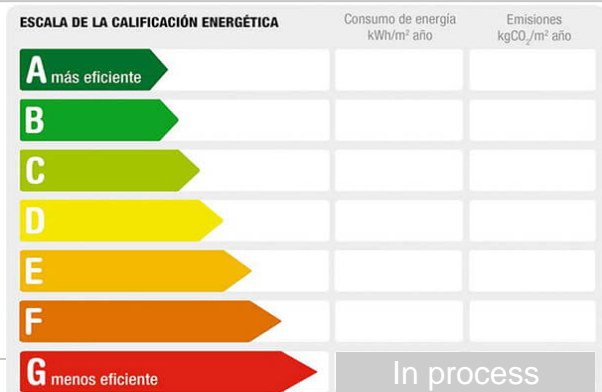 ESCALA DE LA CALIFICACIÓN ENERGÉTICA
Consumo de energía
kWh/m² año
Emisiones
kgCO₂/m² año
A más eficiente
B
C
D
E
F
G menos eficiente
In process